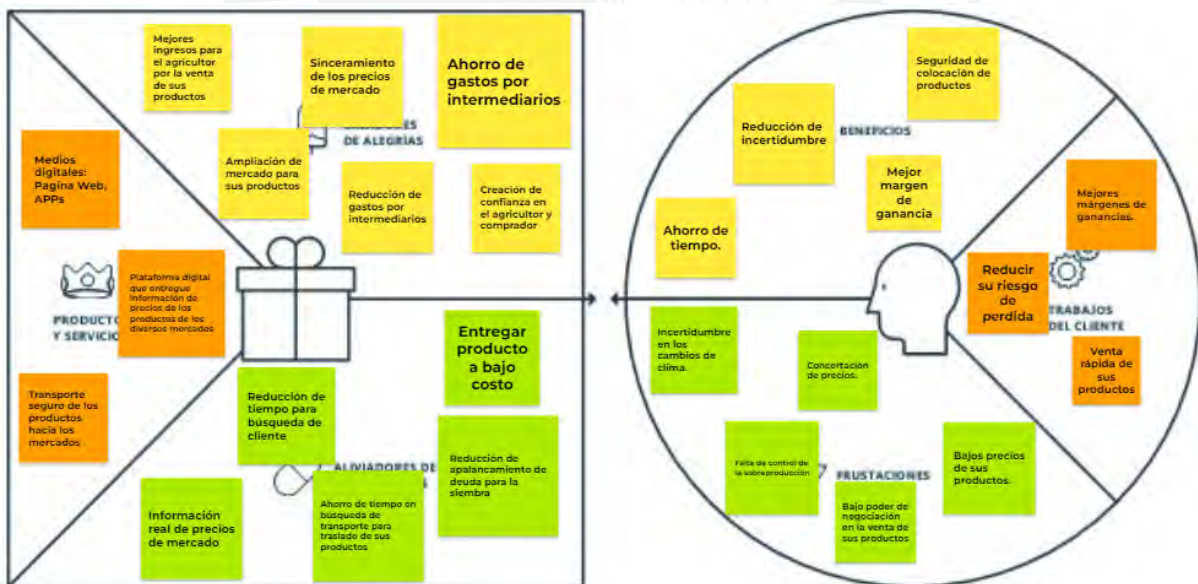 Mejores
ingresos para
el agricultor
por la venta
de sus
productos
Sinceramiento
de los precios
de mercado
Ahorro de
gastos por
intermediarios
DE ALEGRÍAS
Medios
digitales:
Pagina Web,
APPs
Ampliación de
mercado para
sus productos
Reducción de
gastos por
intermediarios
Creación de
confianza en
el agricultor y
comprador
Plataforma digital
que entregue
información de
precios de los
productos de los
diversos mercados
PRODUCTO
Y SERVICIO
Transporte
seguro de los
productos
hacia los
mercados
Reducción de
tiempo para
búsqueda de
cliente
Entregar
producto
a bajo
costo
ALIVIADORES DE
Reducción de
apalancamiento de
deuda para la
siembra
Información
real de precios
de mercado
Ahorro de tiempo en
búsqueda de
transporte para
traslado de sus
productos
Seguridad de
colocación de
productos
Reducción de
incertidumbre
BENEFICIOS
Mejor
margen
de
ganancia
Ahorro de
tiempo.
Mejores
márgenes de
ganancias.
Reducir
su riesgo
de
perdida
TRABAJOS
DEL CLIENTE
Venta
rápida de
sus
productos
Incertidumbre
en los
cambios de
clima.
Concertación
de precios.
Falta de control de
la sobreproducción
FRUSTACIONES
Bajos precios
de sus
productos.
Bajo poder de
negociación
en la venta de
sus productos